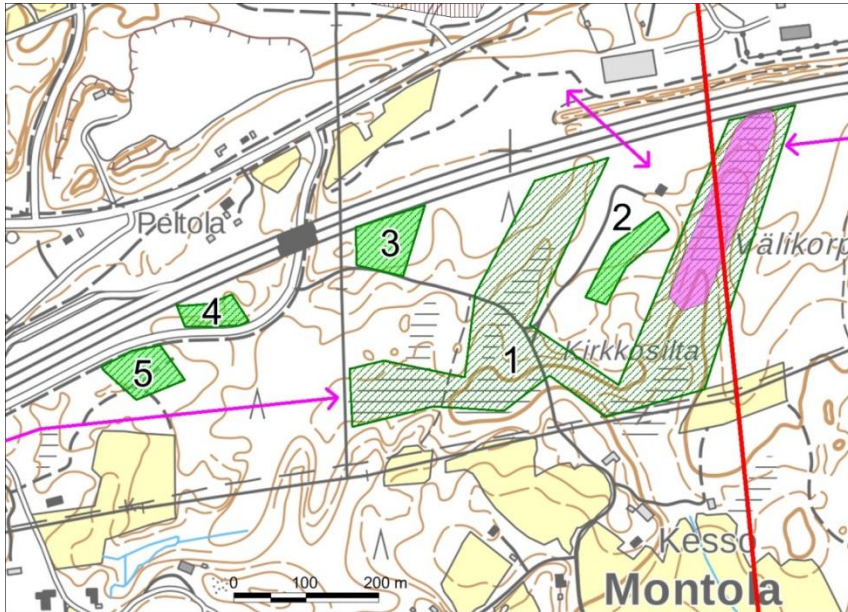 Peltola
3
2
Välikorp
4
5
1
Kirkkosilta
0 100 200 m
Kesso
Montola